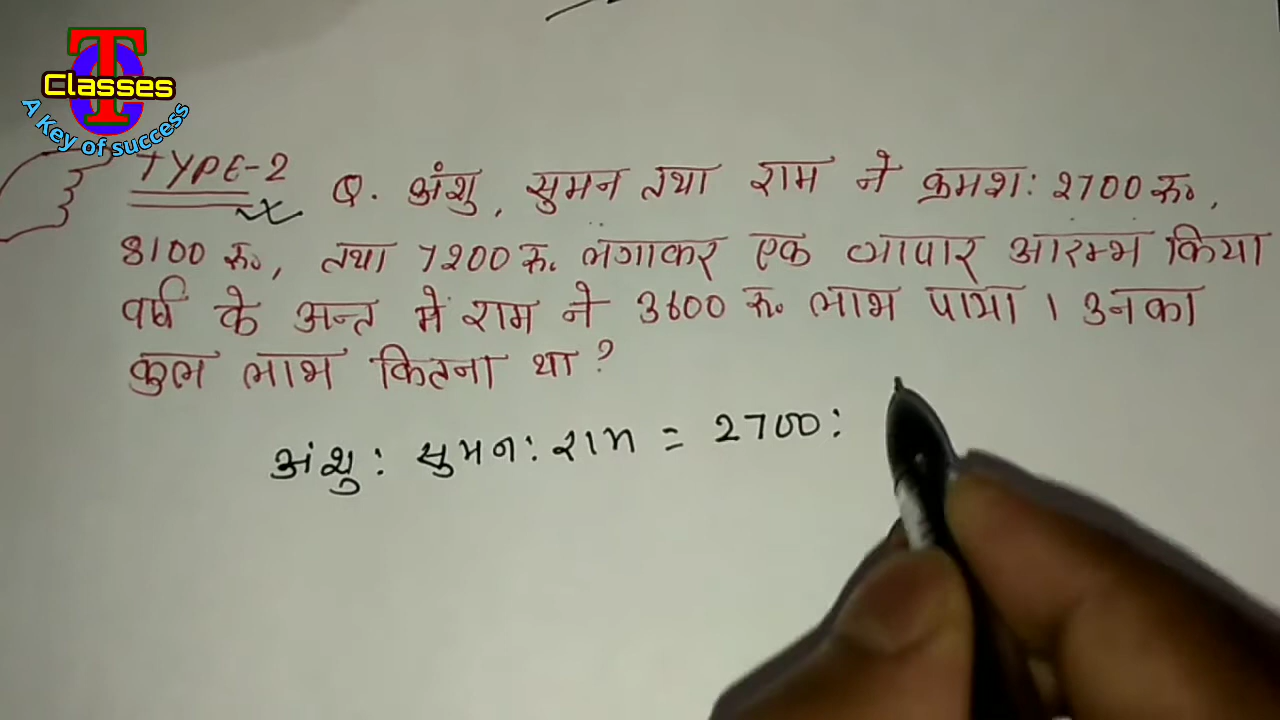 TC
Classes
A Key of success
TYPE-2
Q. अंशु, सुमन तथा राम ने क्रमश: 2700 रू.,
8100 रू., तथा 7200 रू. लगाकर एक व्यापार आरम्भ किया
वर्ष के अन्त में राम ने 3600 रू. लाभ पाया । उनका
कुल लाभ कितना था ?
अंशु : सुमन : राम = 2700 :